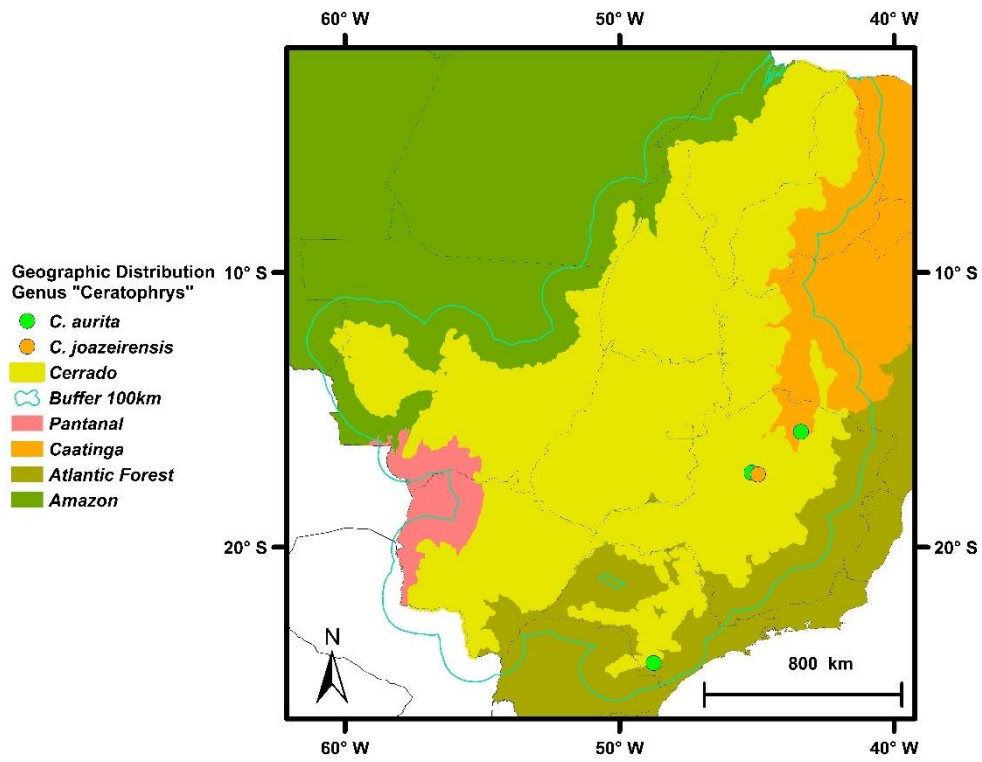 60° W 50° W 40° W
Geographic Distribution
Genus "Ceratophrys"
C. aurita
C. joazeirensis
Cerrado
Buffer 100km
Pantanal
Caatinga
Atlantic Forest
Amazon
10° S 10° S
20° S 20° S
N
800 km
60° W 50° W 40° W